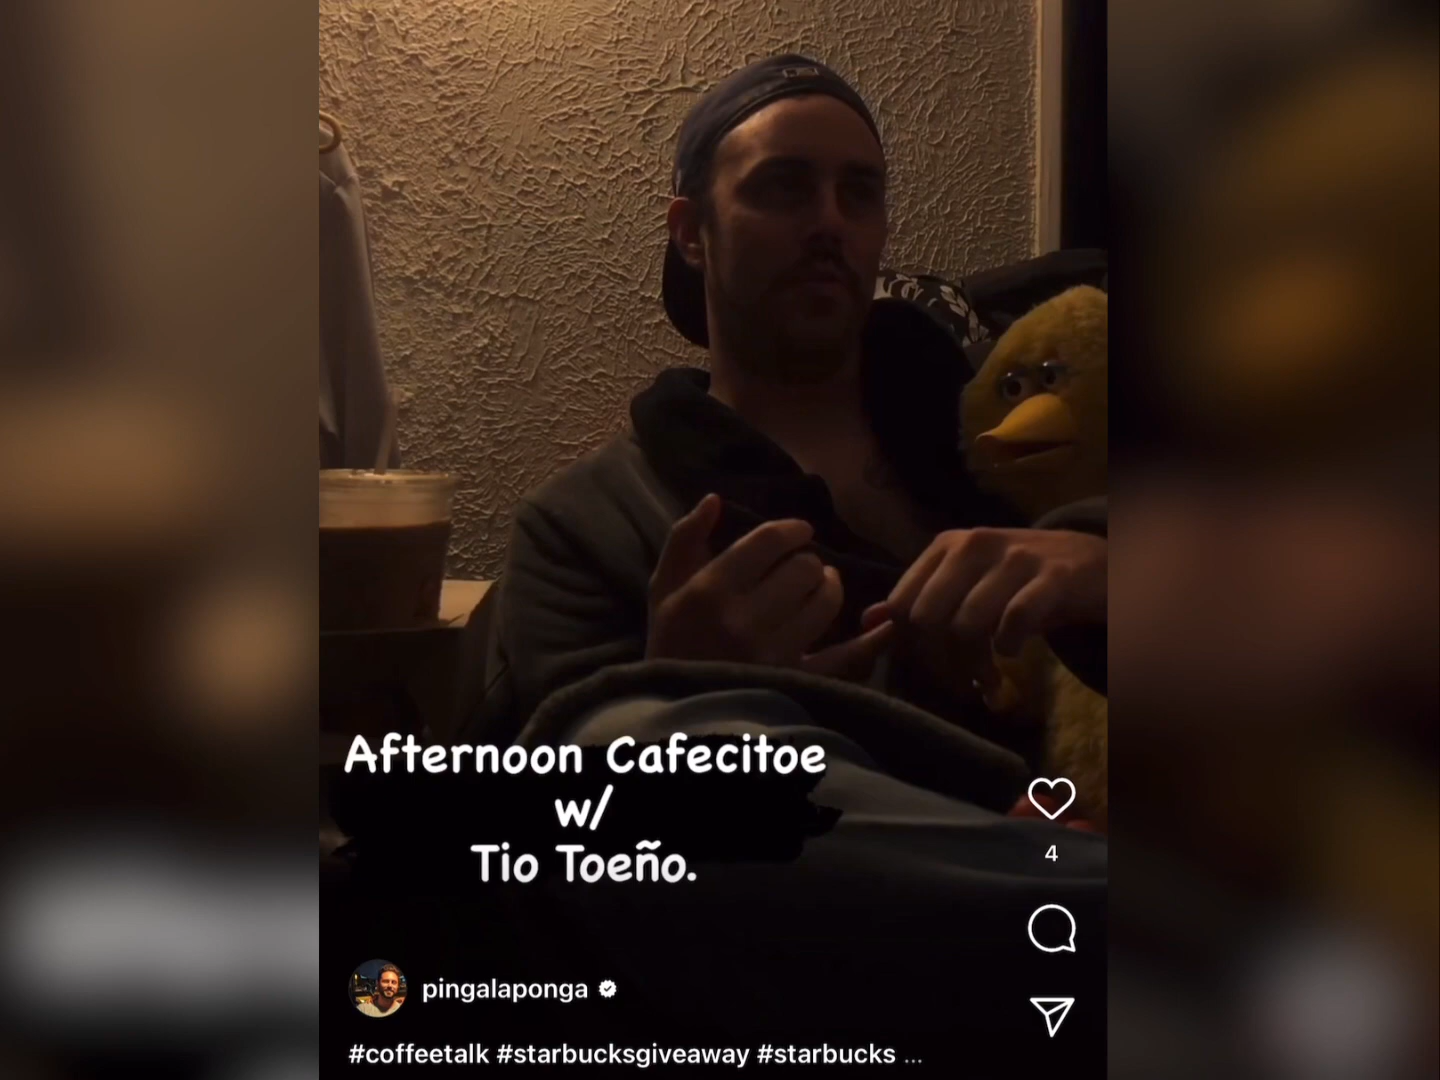 Afternoon Cafecitoe
w/
Tio Toeño.
4
pingalaponga
#coffeetalk #starbucksgiveaway #starbucks ...